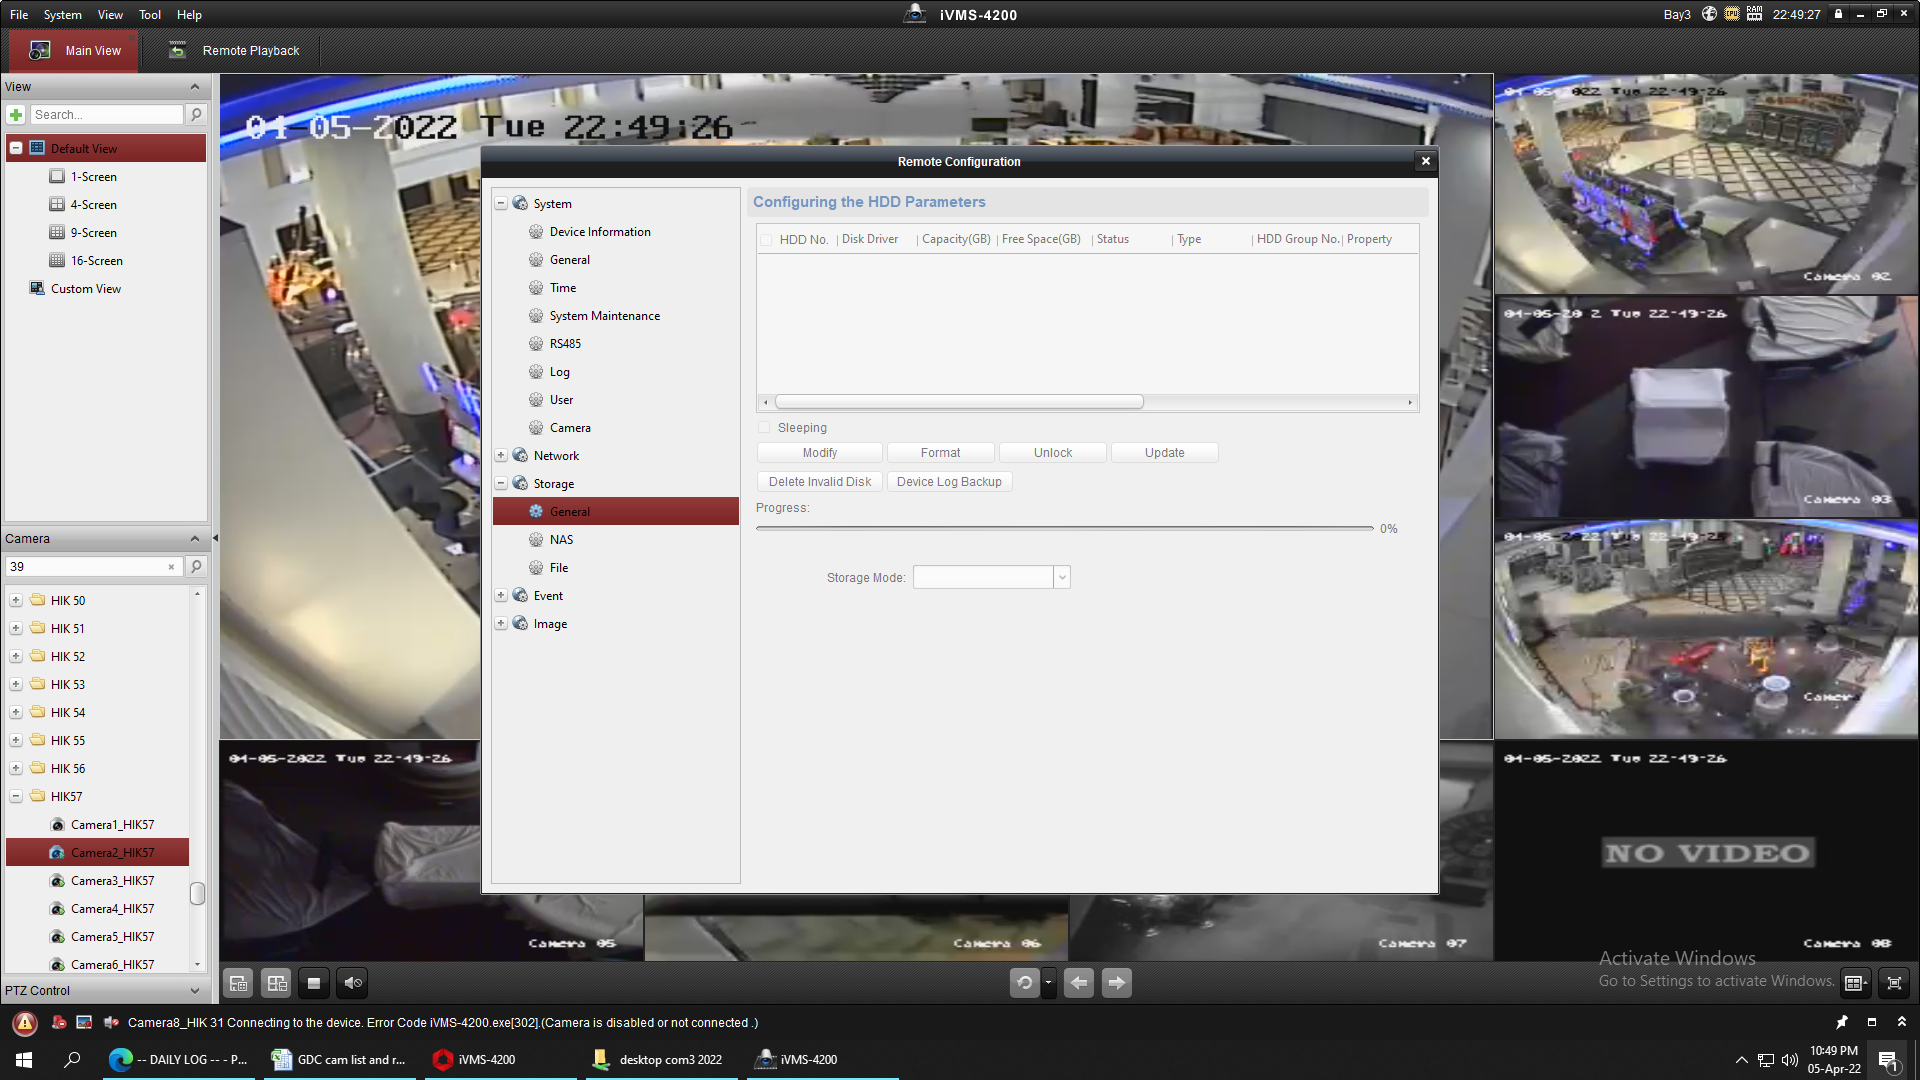 File System View Tool Help
iVMS-4200
Bay3 22:49:27
Main View
Remote Playback
View
Search...
Default View
1-Screen
4-Screen
9-Screen
16-Screen
Custom View
Camera
39
HIK 50
HIK 51
HIK 52
HIK 53
HIK 54
HIK 55
HIK 56
HIK57
Camera1_HIK57
Camera2_HIK57
Camera3_HIK57
Camera4_HIK57
Camera5_HIK57
Camera6_HIK57
PTZ Control
04-05-2022 Tue 22:49:26
Remote Configuration
System
Device Information
General
Time
System Maintenance
RS485
Log
User
Camera
Network
Storage
General
NAS
File
Event
Image
Configuring the HDD Parameters
HDD No. Disk Driver Capacity(GB) Free Space(GB) Status Type HDD Group No. Property
Sleeping
Modify Format Unlock Update
Delete Invalid Disk Device Log Backup
Progress:
0%
Storage Mode:
04-05- 022 Tue 22:49:26
Camera 02
04-05-20 2 Tue 22:49:26
Camera 03
04-05- 022 Tue 22:49:26
Camera
04-05-2022 Tue 22:49:26
Camera 05
Camera 06
Camera 07
04-05-2022 Tue 22:49:26
NO VIDEO
Camera 08
Activate Windows
Go to Settings to activate Windows.
Camera8_HIK 31 Connecting to the device. Error Code iVMS-4200.exe[302].(Camera is disabled or not connected .)
-- DAILY LOG -- - P...
GDC cam list and r...
iVMS-4200
desktop com3 2022
iVMS-4200
10:49 PM
05-Apr-22
1